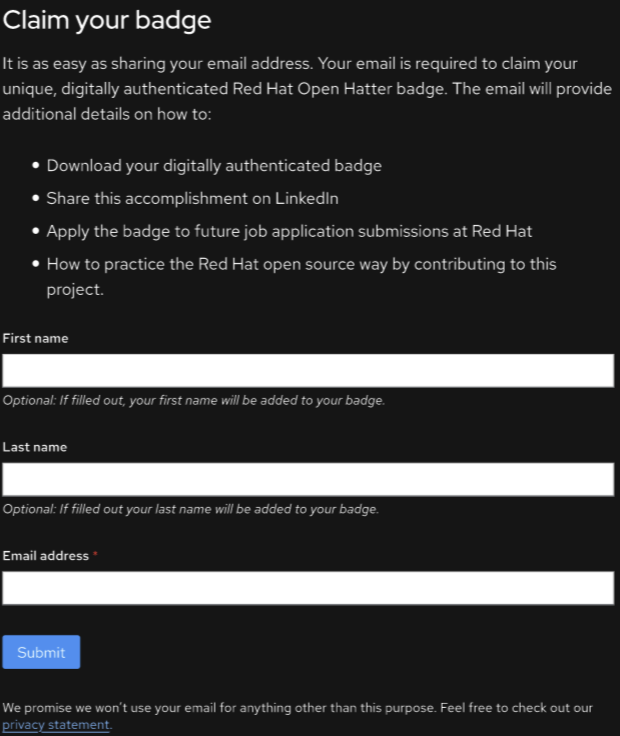 Claim your badge
It is as easy as sharing your email address. Your email is required to claim your
unique, digitally authenticated Red Hat Open Hatter badge. The email will provide
additional details on how to:
• Download your digitally authenticated badge
• Share this accomplishment on LinkedIn
• Apply the badge to future job application submissions at Red Hat
• How to practice the Red Hat open source way by contributing to this
project.
First name
Optional: If filled out, your first name will be added to your badge.
Last name
Optional: If filled out your last name will be added to your badge.
Email address *
Submit
We promise we won't use your email for anything other than this purpose. Feel free to check out our
privacy statement.